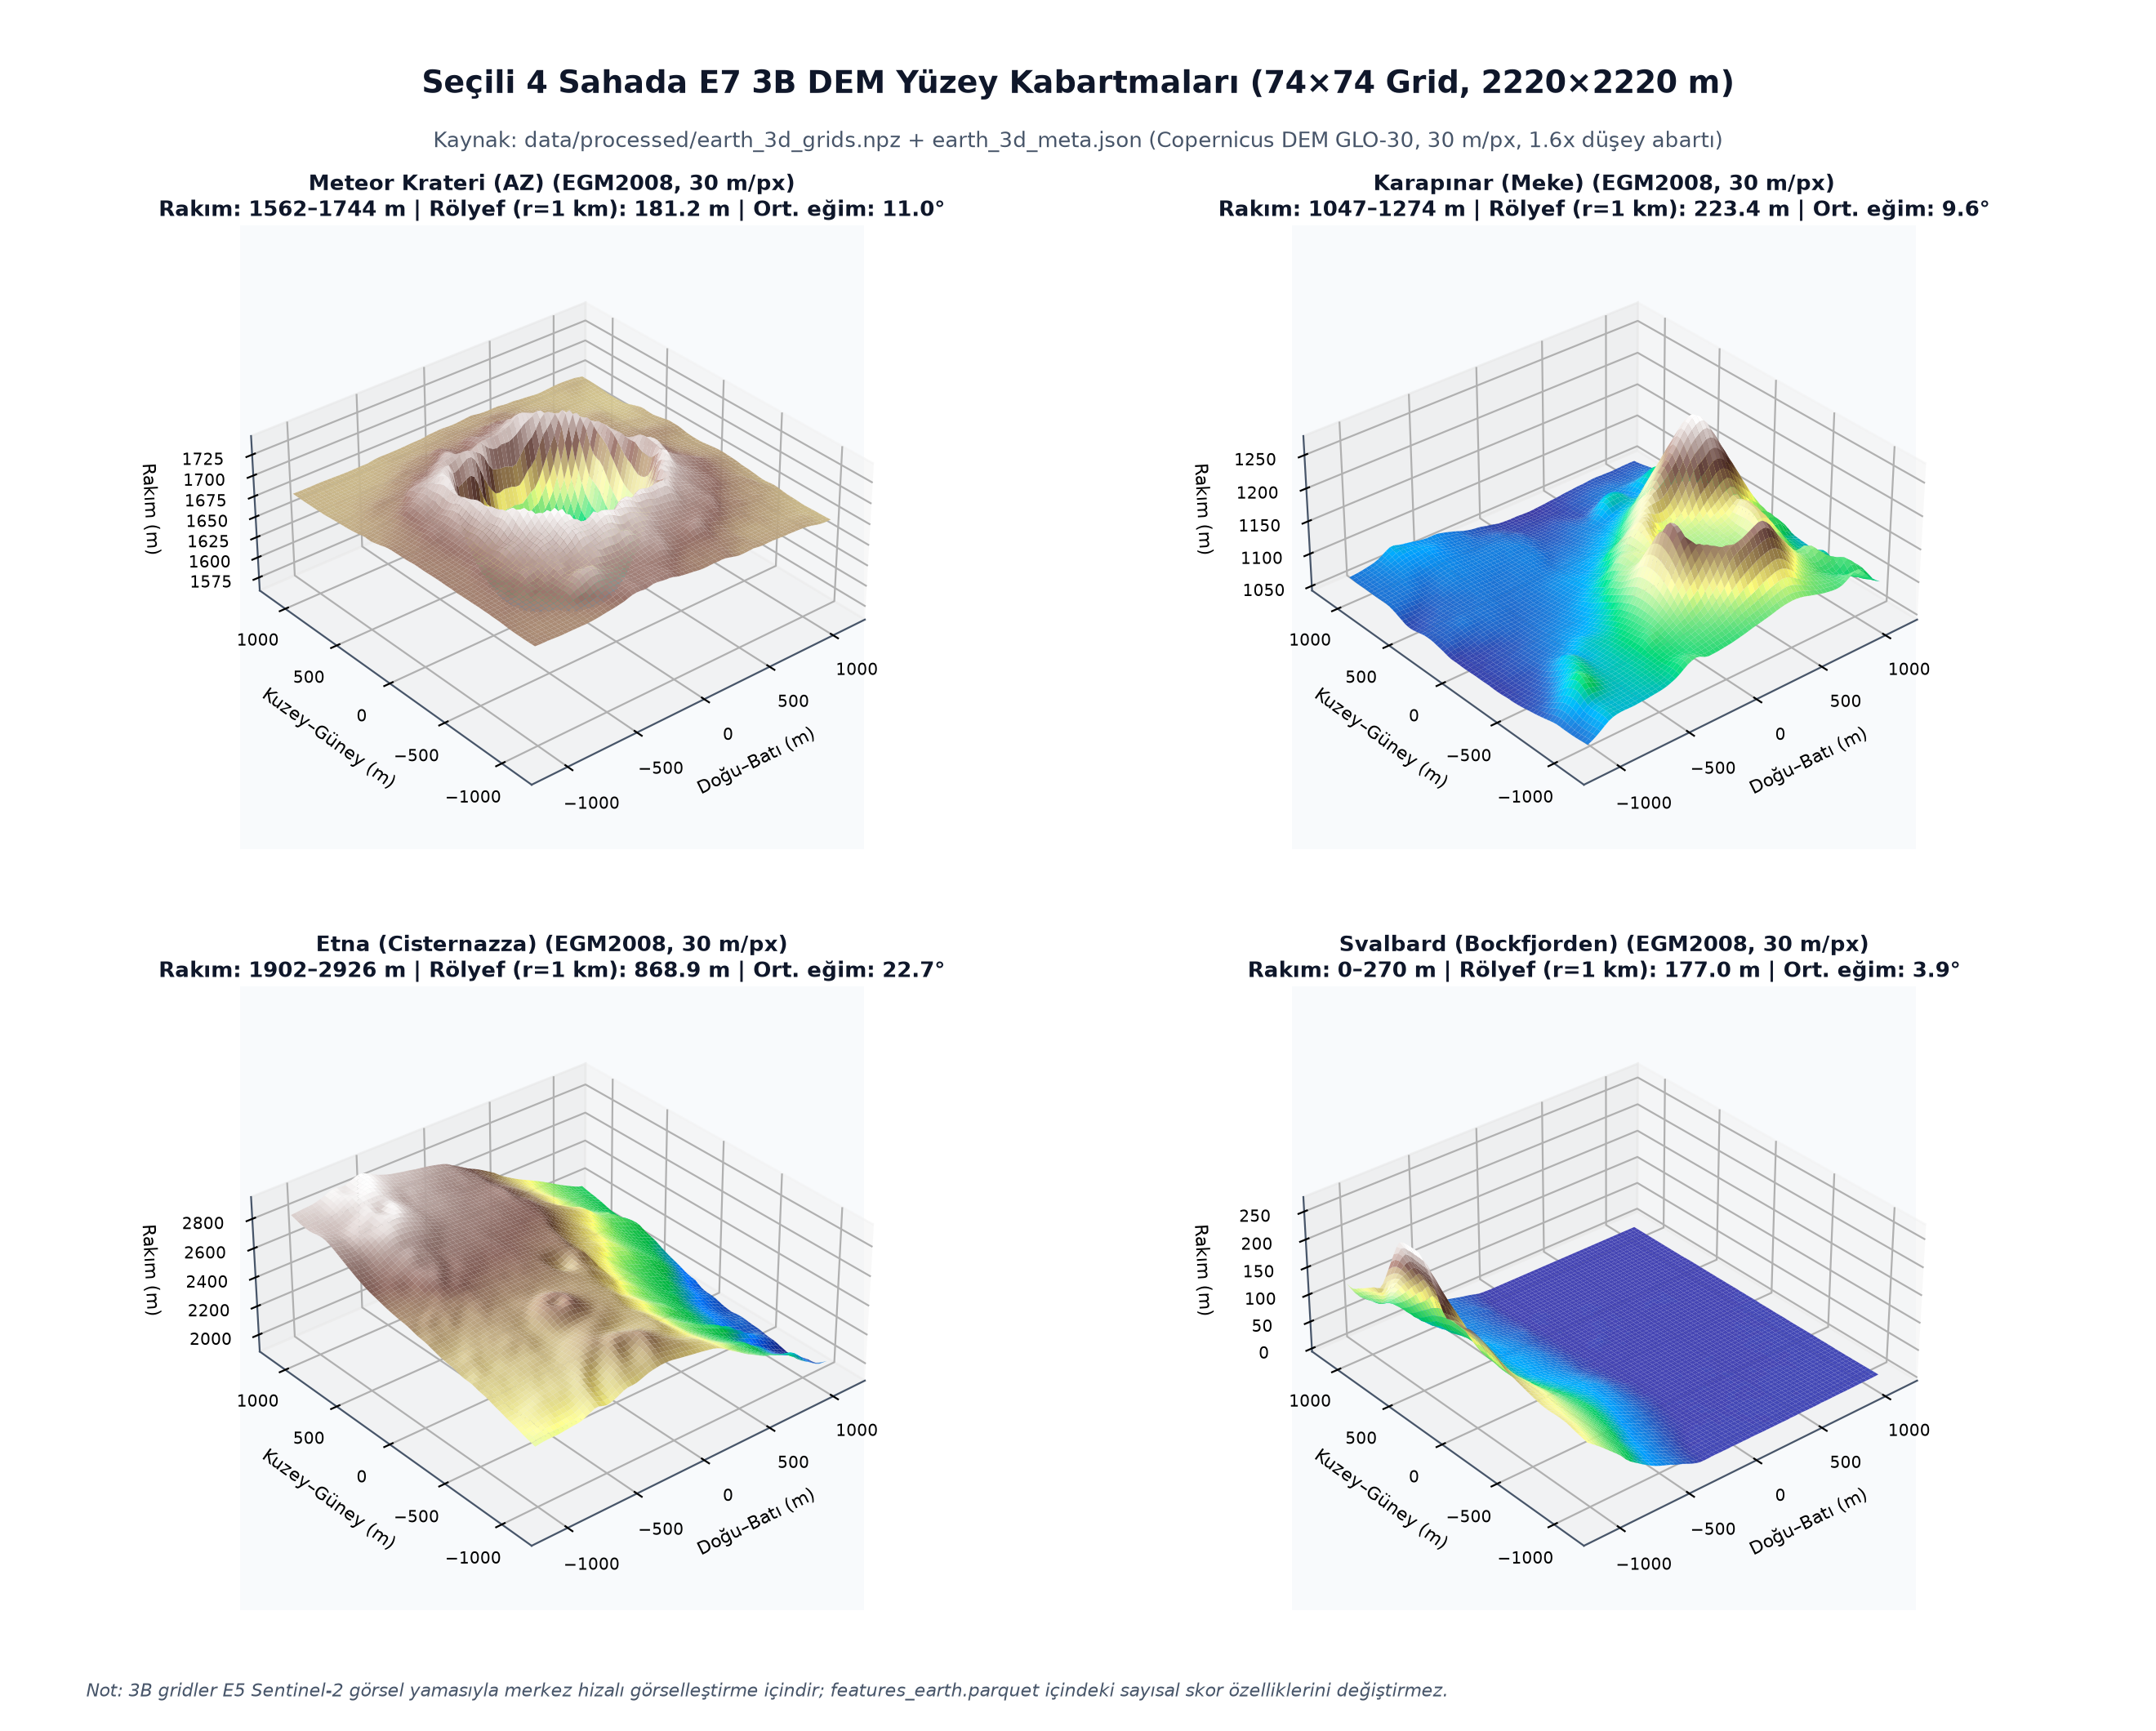 Seçili 4 Sahada E7 3B DEM Yüzey Kabartmaları (74×74 Grid, 2220×2220 m)
Kaynak: data/processed/earth_3d_grids.npz + earth_3d_meta.json (Copernicus DEM GLO-30, 30 m/px, 1.6x düşey abartı)
Meteor Krateri (AZ) (EGM2008, 30 m/px)
Rakım: 1562–1744 m | Rölyef (r=1 km): 181.2 m | Ort. eğim: 11.0°
Rakım (m)
1725
1700
1675
1650
1625
1600
1575
1000
500
0
−500
−1000
Kuzey–Güney (m)
−1000
−500
0
500
1000
Doğu–Batı (m)
Karapınar (Meke) (EGM2008, 30 m/px)
Rakım: 1047–1274 m | Rölyef (r=1 km): 223.4 m | Ort. eğim: 9.6°
Rakım (m)
1250
1200
1150
1100
1050
1000
500
0
−500
−1000
Kuzey–Güney (m)
−1000
−500
0
500
1000
Doğu–Batı (m)
Etna (Cisternazza) (EGM2008, 30 m/px)
Rakım: 1902–2926 m | Rölyef (r=1 km): 868.9 m | Ort. eğim: 22.7°
Rakım (m)
2800
2600
2400
2200
2000
1000
500
0
−500
−1000
Kuzey–Güney (m)
−1000
−500
0
500
1000
Doğu–Batı (m)
Svalbard (Bockfjorden) (EGM2008, 30 m/px)
Rakım: 0–270 m | Rölyef (r=1 km): 177.0 m | Ort. eğim: 3.9°
Rakım (m)
250
200
150
100
50
0
1000
500
0
−500
−1000
Kuzey–Güney (m)
−1000
−500
0
500
1000
Doğu–Batı (m)
Not: 3B gridler E5 Sentinel-2 görsel yamasıyla merkez hizalı görselleştirme içindir; features_earth.parquet içindeki sayısal skor özelliklerini değiştirmez.